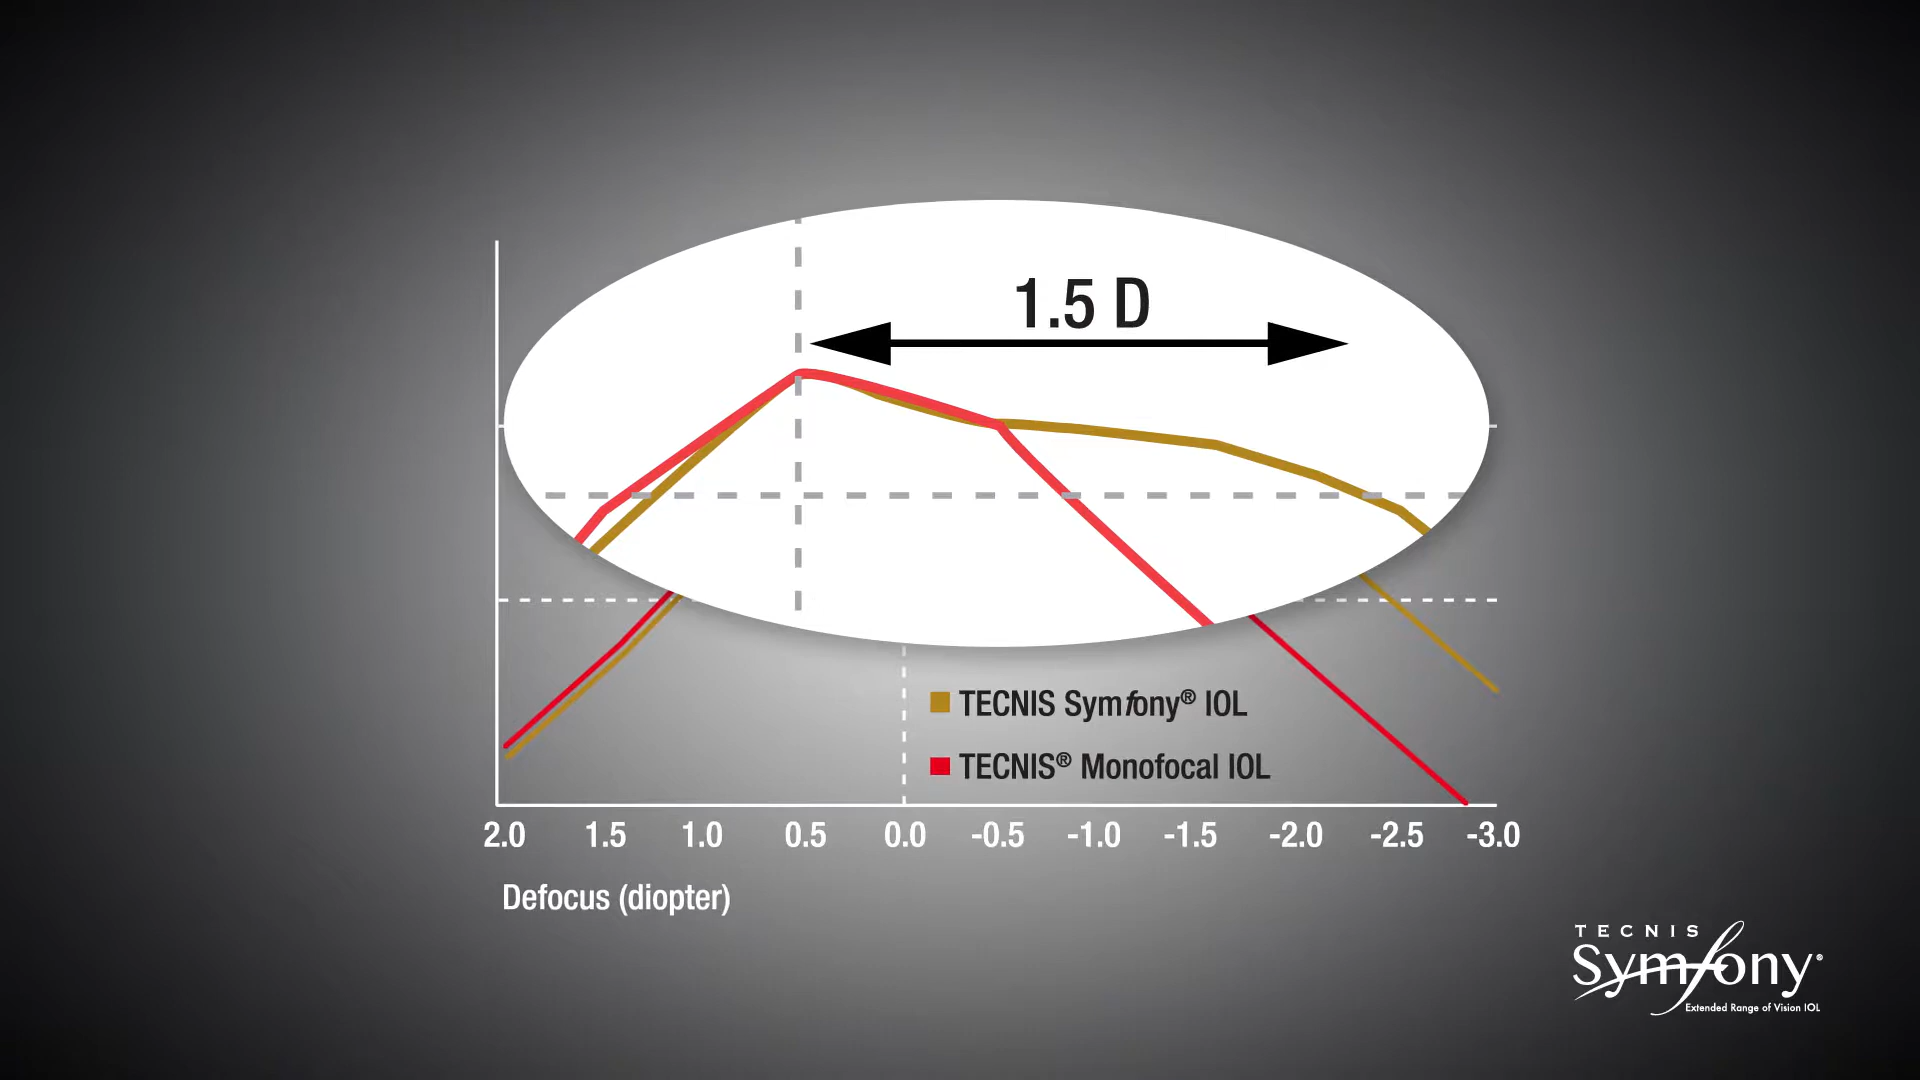 1.5 D
TECNIS Symfony® IOL
TECNIS® Monofocal IOL
2.0 1.5 1.0 0.5 0.0 -0.5 -1.0 -1.5 -2.0 -2.5 -3.0
Defocus (diopter)
TECNIS
Symfony®
Extended Range of Vision IOL